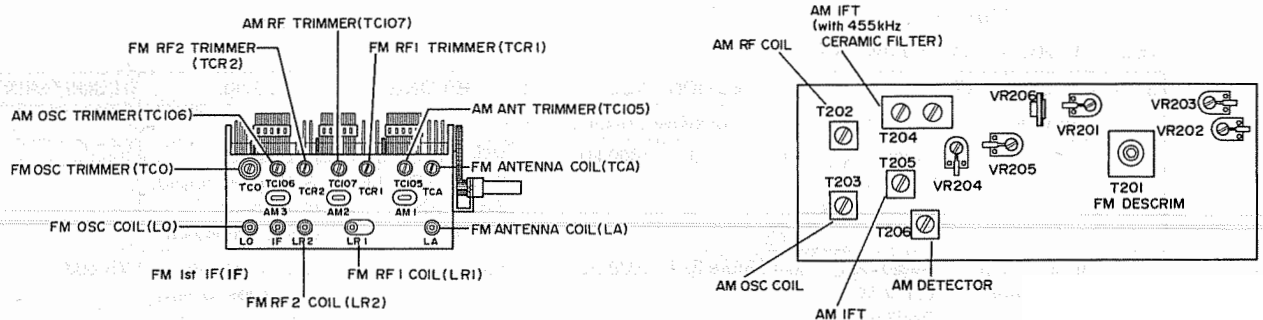 AM RF TRIMMER(TC107)
FM RF2 TRIMMER
(TCR2)
FM RF1 TRIMMER(TCR1)
AM OSC TRIMMER(TC106)
AM ANT TRIMMER(TC105)
FM OSC TRIMMER(TCO)
FM ANTENNA COIL(TCA)
TCO
TC106
TCR2
TC107
TCR1
TC105
TCA
AM3
AM2
AM1
FM OSC COIL(LO)
FM ANTENNA COIL(LA)
LO
IF
LR2
LR1
LA
FM 1st IF(IF)
FM RF1 COIL(LR1)
FM RF2 COIL(LR2)
AM IFT
(with 455kHz
CERAMIC FILTER)
AM RF COIL
T202
T204
VR206
VR201
VR203
VR202
T203
T205
VR204
VR205
T201
FM DESCRIM
T206
AM OSC COIL
AM DETECTOR
AM IFT